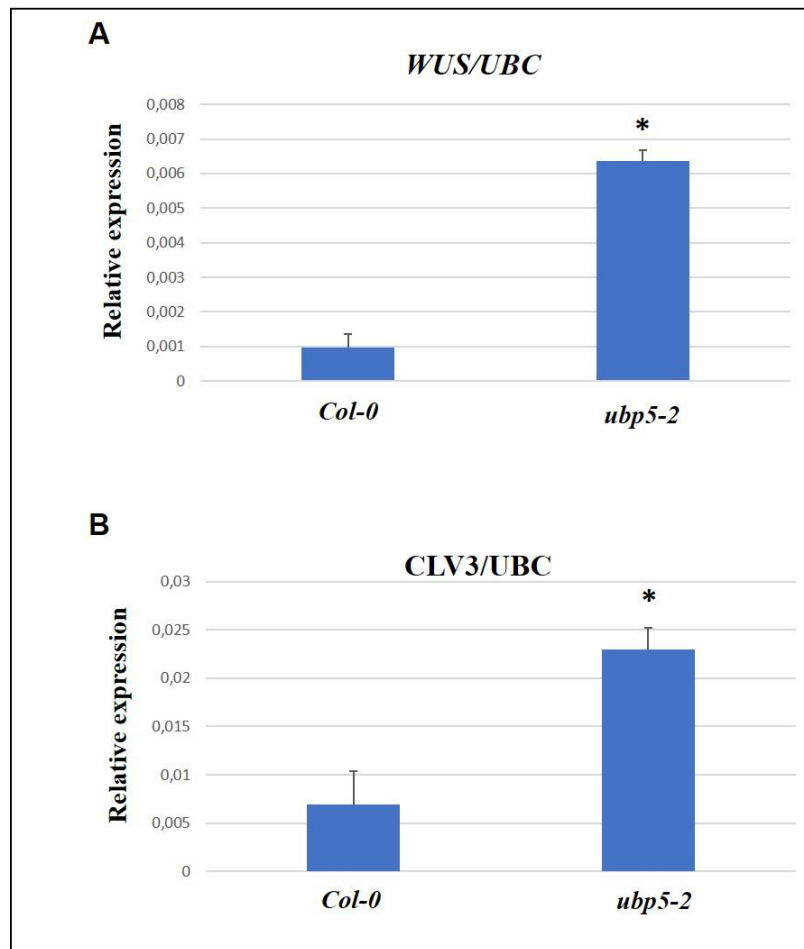 A
WUS/UBC
Relative expression
0,008
0,007
0,006
0,005
0,004
0,003
0,002
0,001
0
*
Col-0
ubp5-2
B
CLV3/UBC
Relative expression
0,03
0,025
0,02
0,015
0,01
0,005
0
*
Col-0
ubp5-2